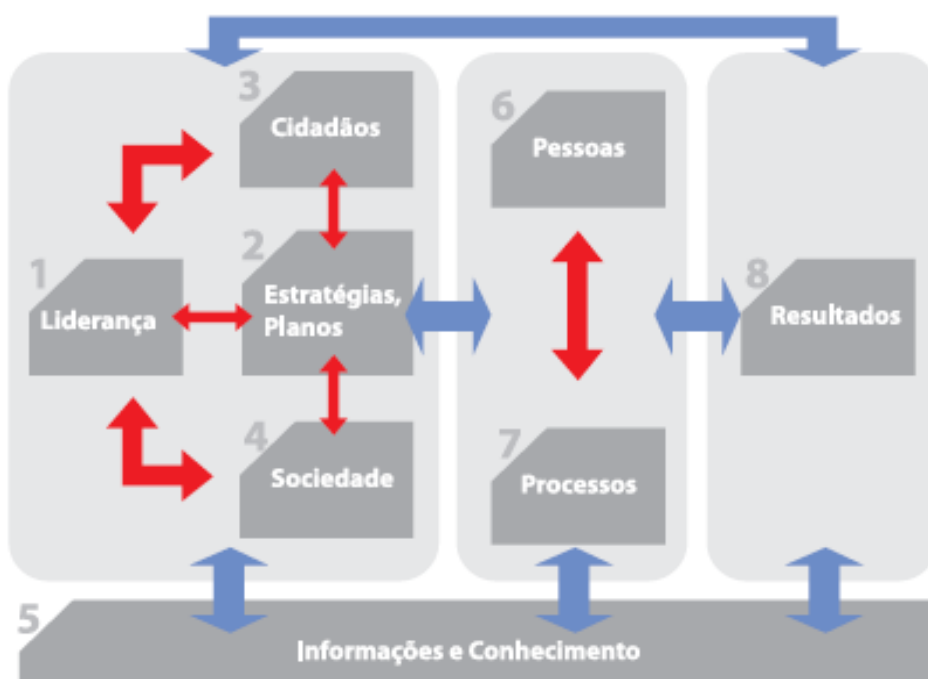 1
Liderança
3
Cidadãos
2
Estratégias,
Planos
4
Sociedade
6
Pessoas
7
Processos
8
Resultados
5
Informações e Conhecimento